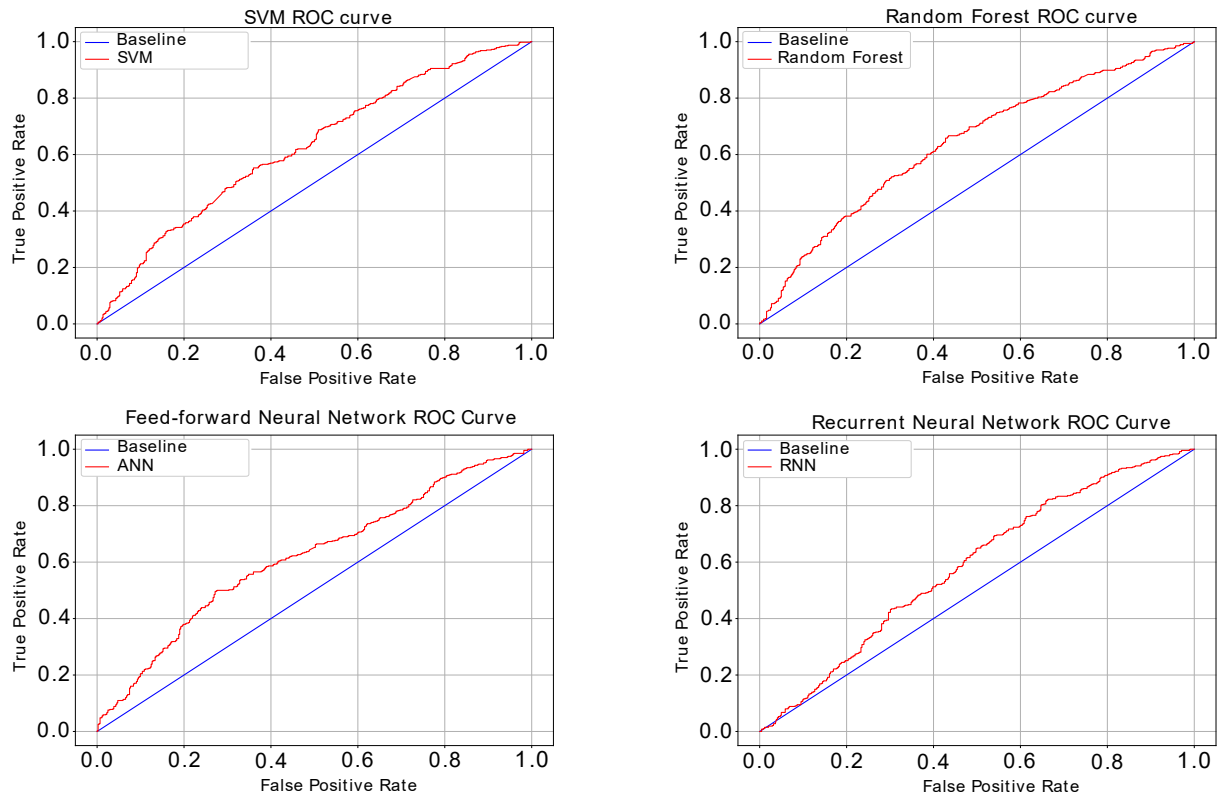 SVM ROC curve
Baseline
SVM
1.0
0.8
0.6
0.4
0.2
0.0
True Positive Rate
0.0 0.2 0.4 0.6 0.8 1.0
False Positive Rate
Random Forest ROC curve
Baseline
Random Forest
1.0
0.8
0.6
0.4
0.2
0.0
True Positive Rate
0.0 0.2 0.4 0.6 0.8 1.0
False Positive Rate
Feed-forward Neural Network ROC Curve
Baseline
ANN
1.0
0.8
0.6
0.4
0.2
0.0
True Positive Rate
0.0 0.2 0.4 0.6 0.8 1.0
False Positive Rate
Recurrent Neural Network ROC Curve
Baseline
RNN
1.0
0.8
0.6
0.4
0.2
0.0
True Positive Rate
0.0 0.2 0.4 0.6 0.8 1.0
False Positive Rate